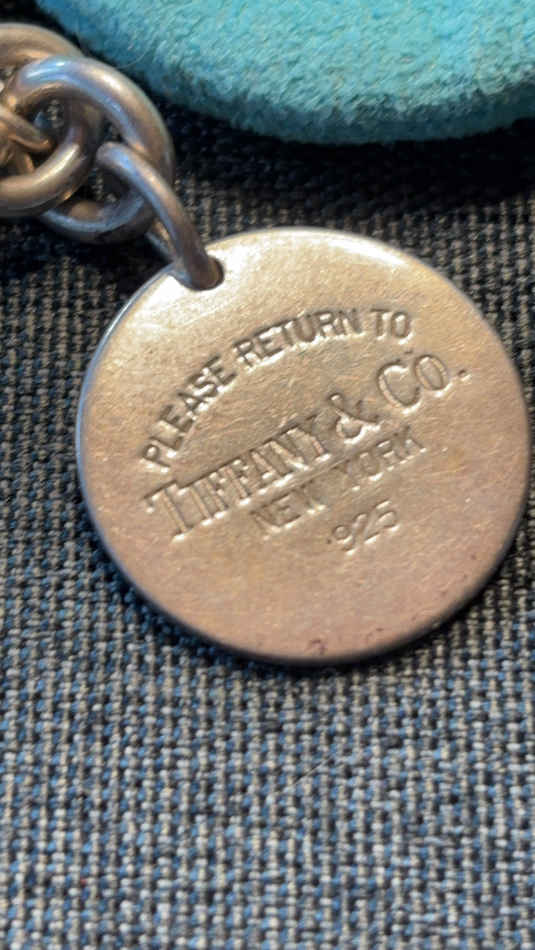 PLEASE RETURN TO
TIFFANY & CO.
NEW YORK
925